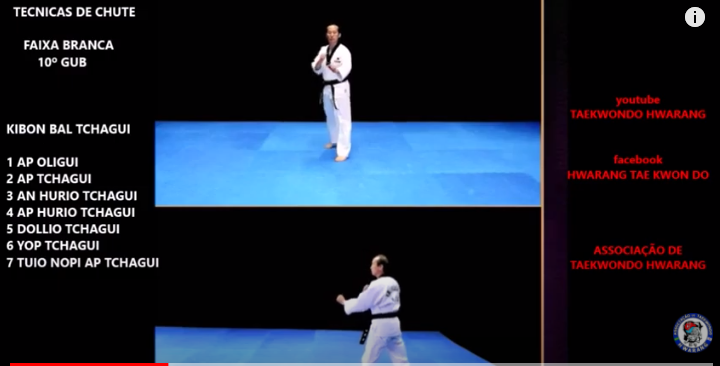 TECNICAS DE CHUTE
FAIXA BRANCA
10º GUB
KIBON BAL TCHAGUI
1 AP OLIGUI
2 AP TCHAGUI
3 AN HURIO TCHAGUI
4 AP HURIO TCHAGUI
5 DOLLIO TCHAGUI
6 YOP TCHAGUI
7 TUIO NOPI AP TCHAGUI
youtube
TAEKWONDO HWARANG
facebook
HWARANG TAE KWON DO
ASSOCIAÇÃO DE
TAEKWONDO HWARANG
HWARANG